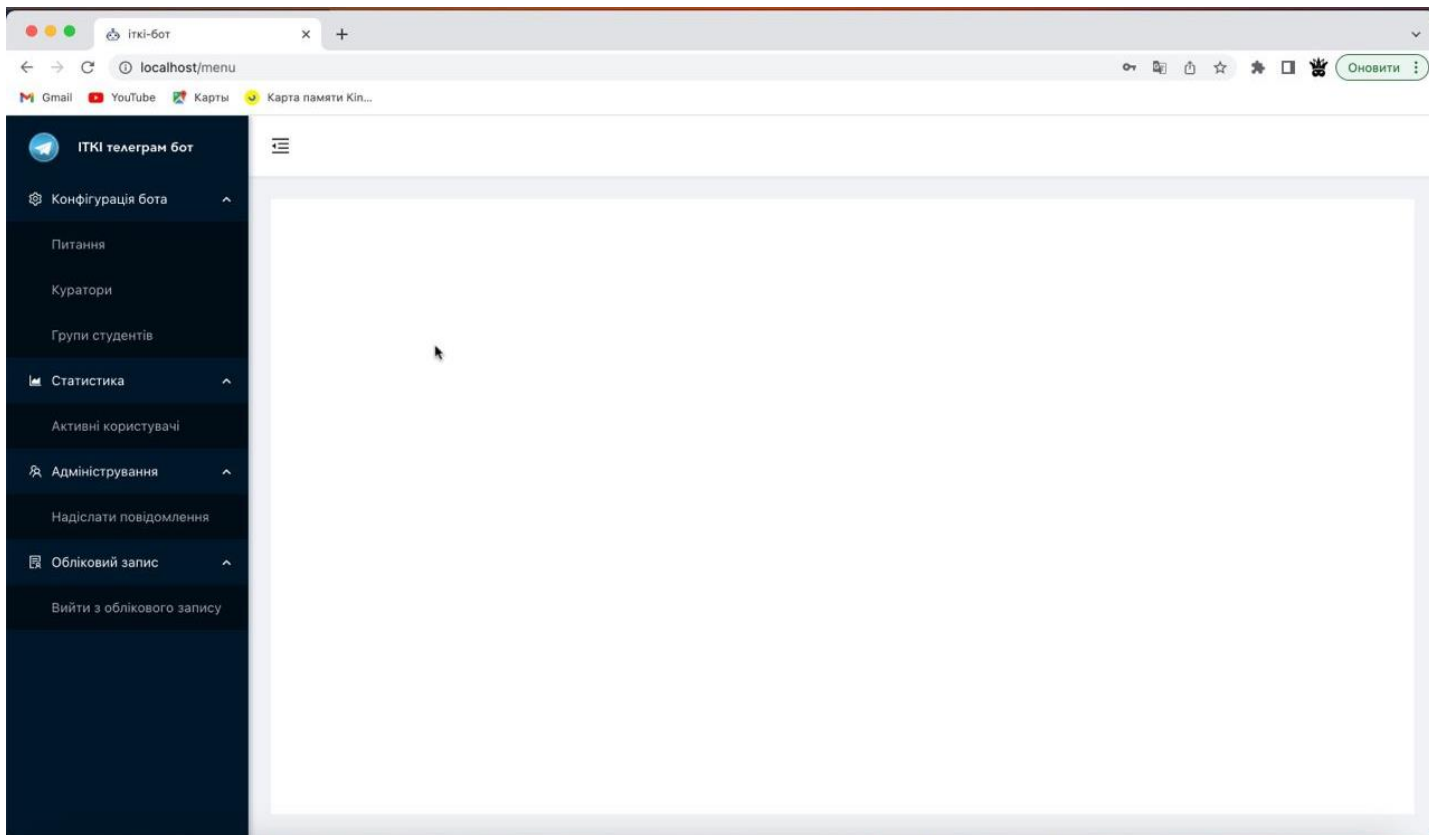 іткі-бот
localhost/menu
Оновити
Gmail
YouTube
Карты
Карта памяти Kin...
ІТКІ телеграм бот
Конфігурація бота
Питання
Куратори
Групи студентів
Статистика
Активні користувачі
Адміністрування
Надіслати повідомлення
Обліковий запис
Вийти з облікового запису